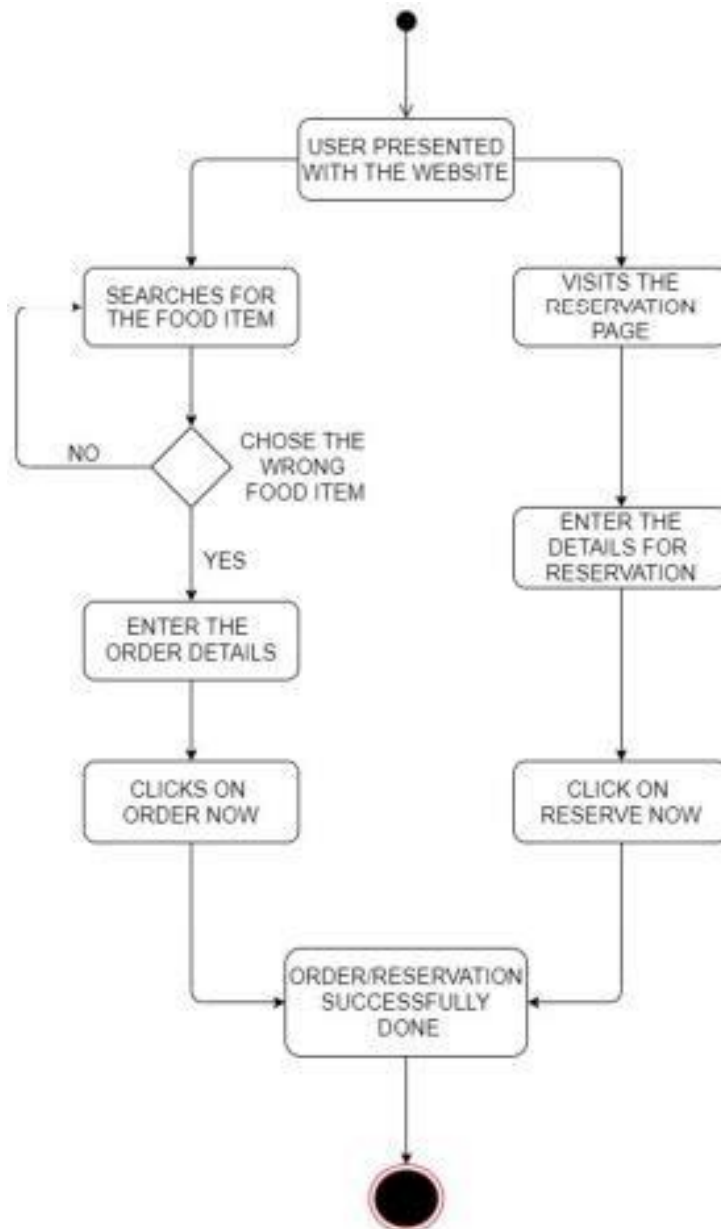 USER PRESENTED
WITH THE WEBSITE
SEARCHES FOR
THE FOOD ITEM
VISITS THE
RESERVATION
PAGE
NO
CHOSE THE
WRONG
FOOD ITEM
YES
ENTER THE
DETAILS FOR
RESERVATION
ENTER THE
ORDER DETAILS
CLICKS ON
ORDER NOW
CLICK ON
RESERVE NOW
ORDER/RESERVATION
SUCCESSFULLY
DONE